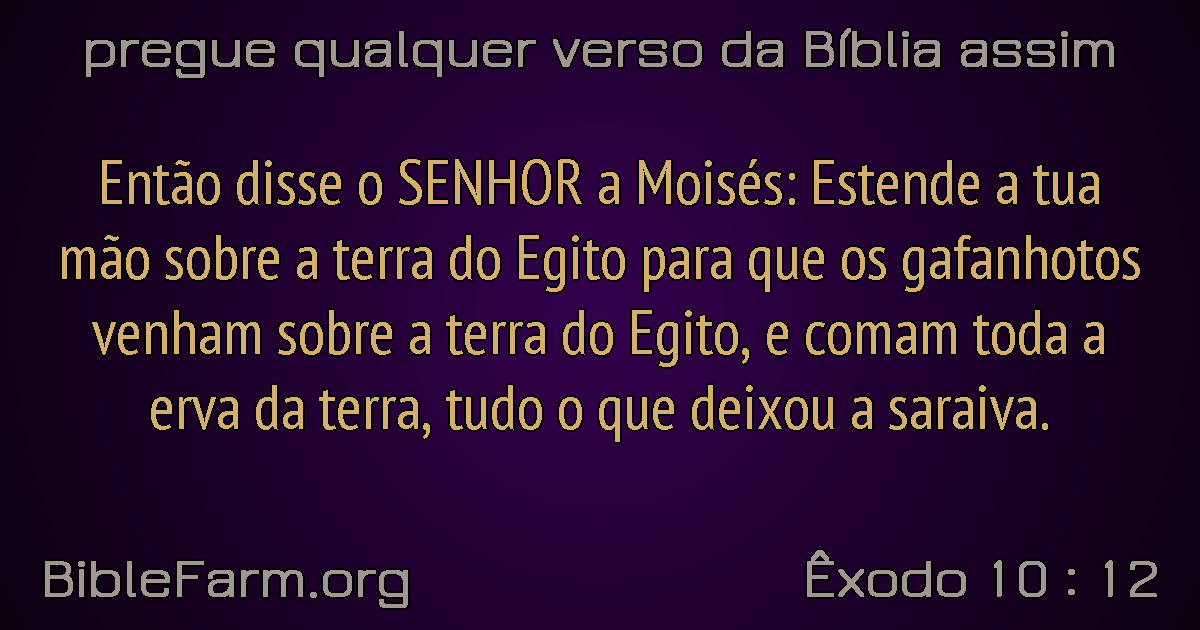 pregue qualquer verso da Bíblia assim
Então disse o SENHOR a Moisés: Estende a tua
mão sobre a terra do Egito para que os gafanhotos
venham sobre a terra do Egito, e comam toda a
erva da terra, tudo o que deixou a saraiva.
BibleFarm.org
Êxodo 10 : 12